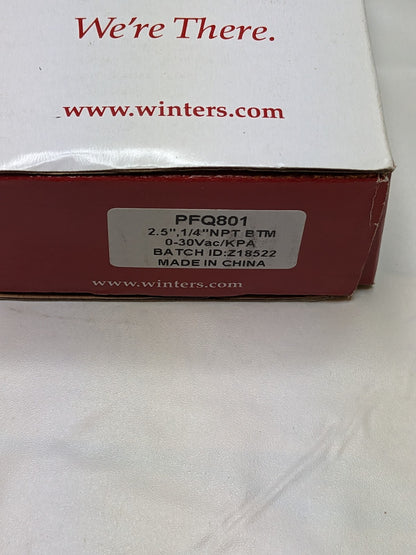 We're There.
www.winters.com
PFQ801
2.5",1/4"NPT BTM
0-30Vac/KPA
BATCH ID:Z18522
MADE IN CHINA
www.winters.com